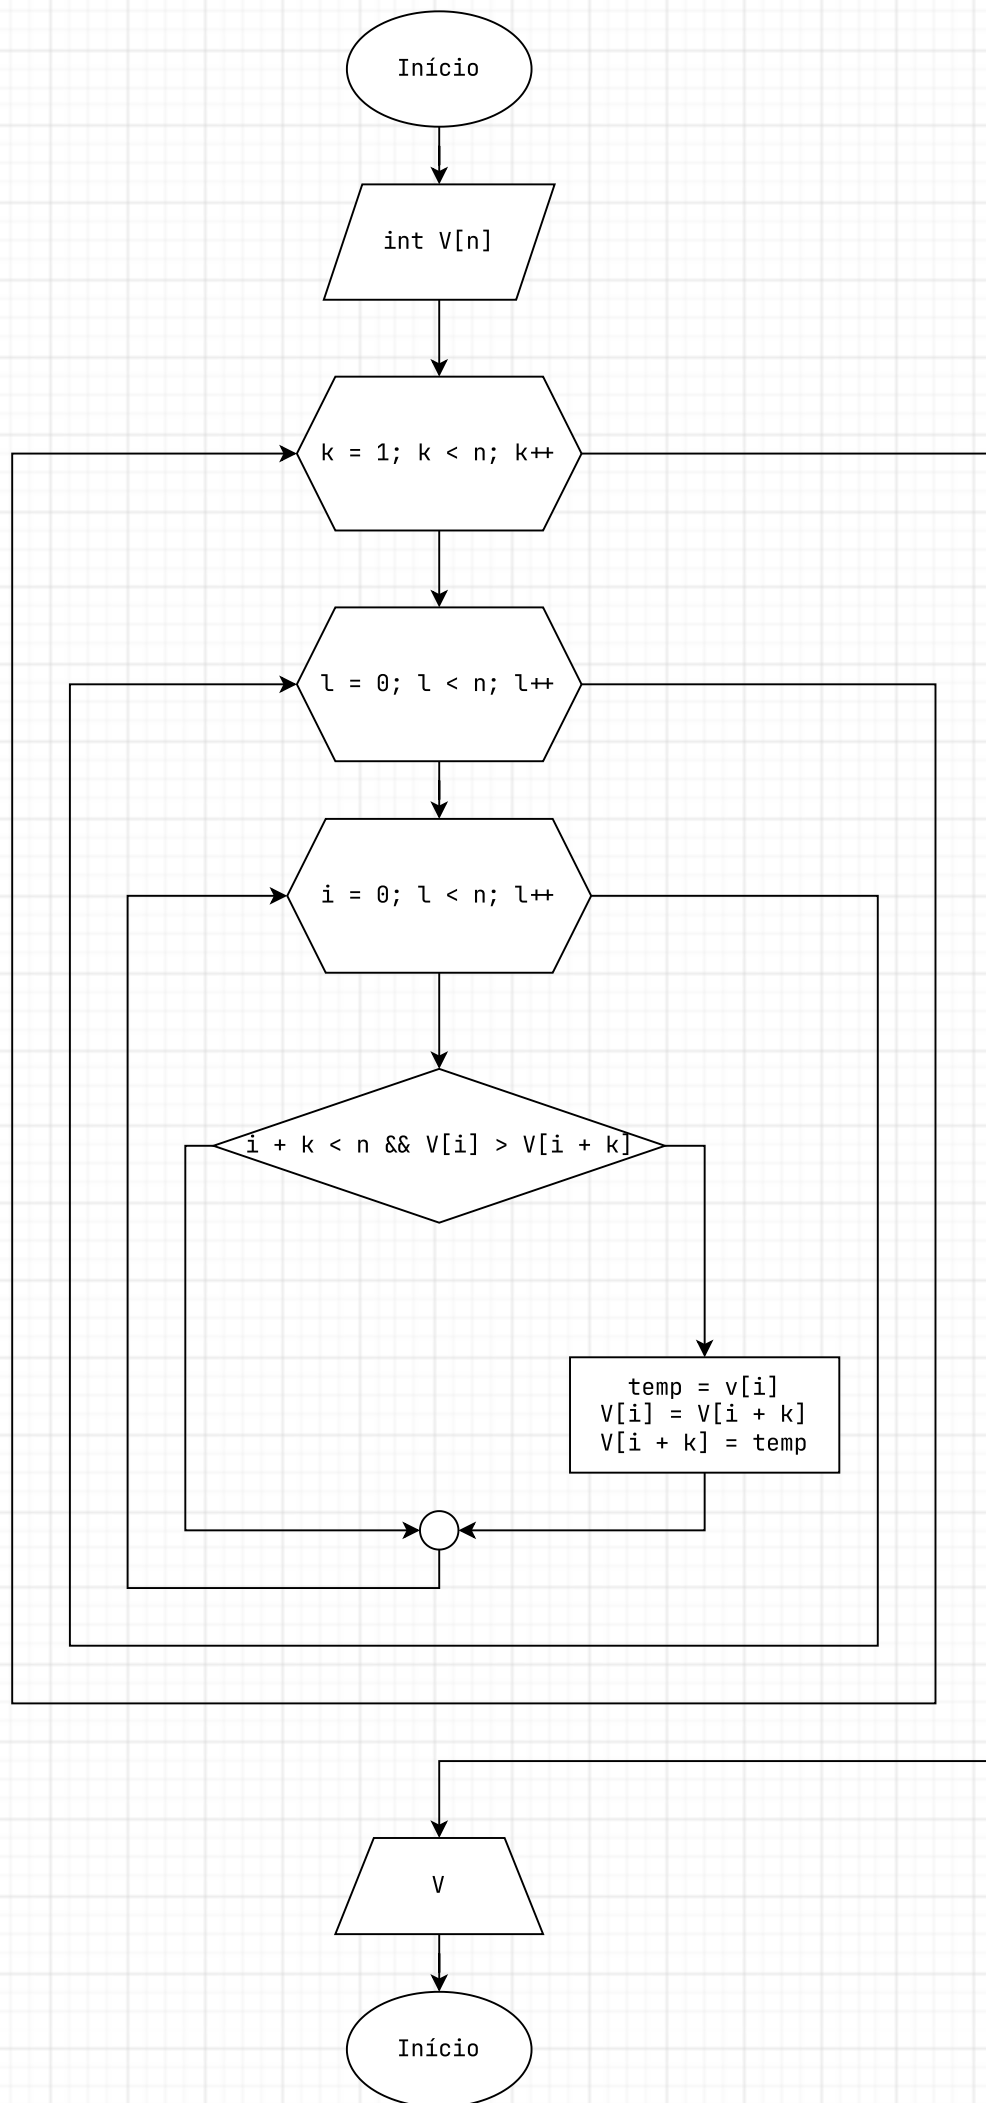 Início
int V[n]
k = 1; k < n; k++
l = 0; l < n; l++
i = 0; l < n; l++
i + k < n && V[i] > V[i + k]
temp = v[i]
V[i] = V[i + k]
V[i + k] = temp
V
Início